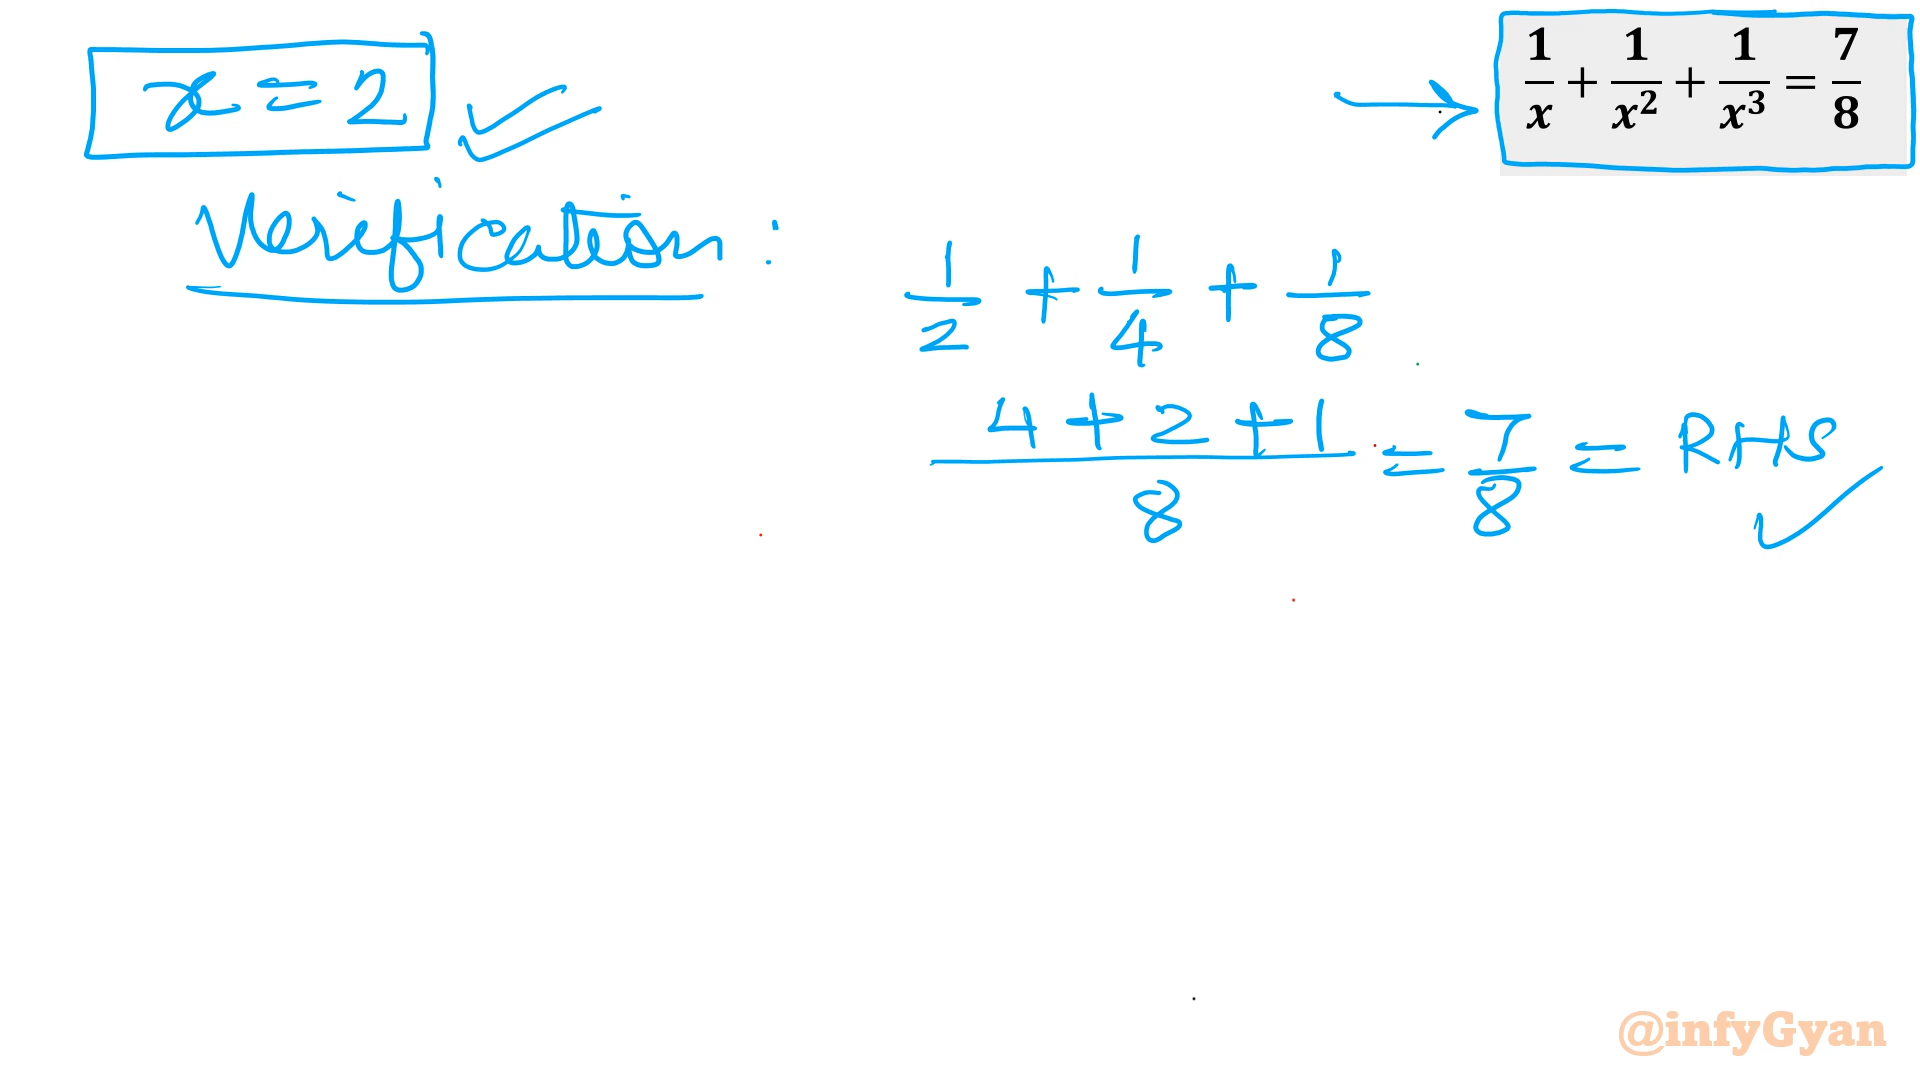 x = 2
1/x + 1/x² + 1/x³ = 7/8
Verification :
1/2 + 1/4 + 1/8
(4 + 2 + 1)/8 = 7/8 = RHS
@infyGyan